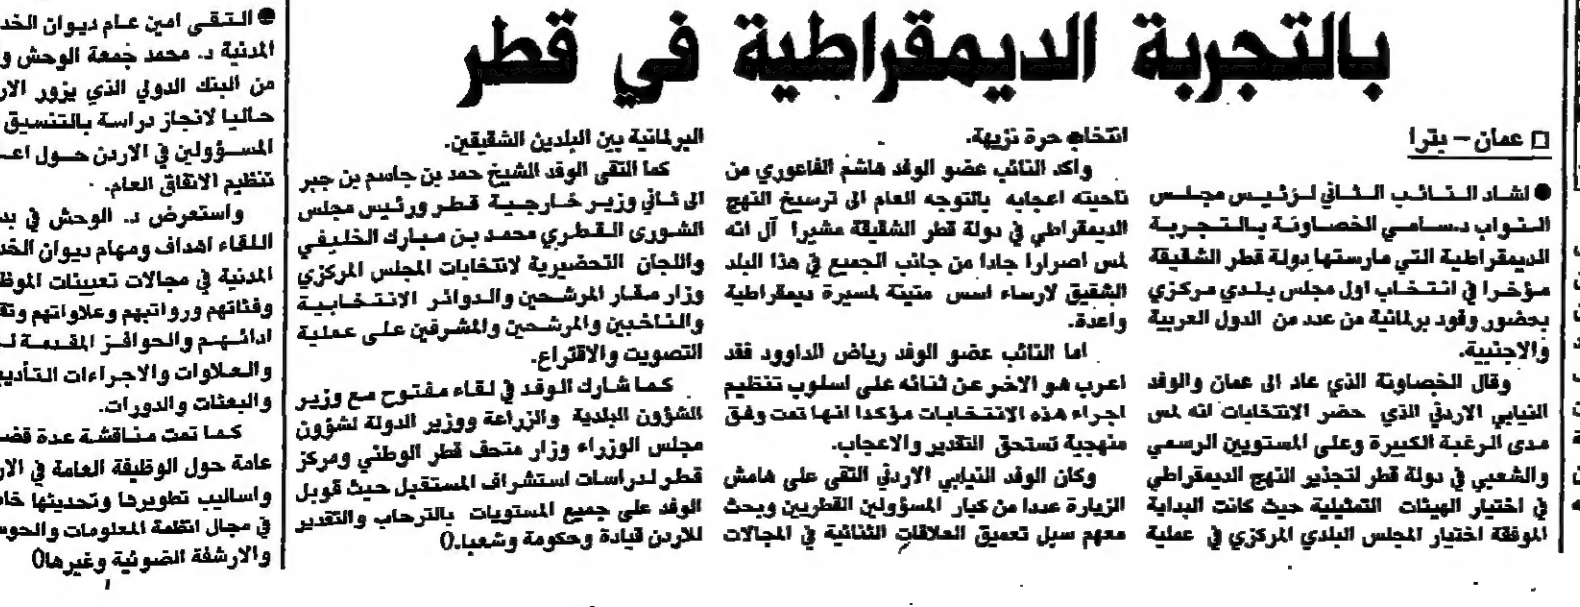 بالتجربة الديمقراطية في قطر
□ عمان – بترا
● اشاد النائب الثاني لرئيس مجلس
النواب د.سامي الخصاونة بالتجربة
الديمقراطية التي مارستها دولة قطر الشقيقة
مؤخرا في انتخاب اول مجلس بلدي مركزي
بحضور وفود برلمانية من عدد من الدول العربية
والاجنبية.
وقال الخصاونة الذي عاد الى عمان والوفد
النيابي الاردني الذي حضر الانتخابات انه لمس
مدى الرغبة الكبيرة وعلى المستويين الرسمي
والشعبي في دولة قطر لتجذير النهج الديمقراطي
في اختيار الهيئات التمثيلية حيث كانت البداية
الموفقة اختيار المجلس البلدي المركزي في عملية
انتخاب حرة نزيهة.
واكد النائب عضو الوفد هاشم الفاعوري من
ناحيته اعجابه بالتوجه العام الى ترسيخ النهج
الديمقراطي في دولة قطر الشقيقة مشيرا آل انه
لمس اصرارا جادا من جانب الجميع في هذا البلد
الشقيق لارساء اسس متينة لمسيرة ديمقراطية
واعدة.
اما النائب عضو الوفد رياض الداوود فقد
اعرب هو الاخر عن ثنائه على اسلوب تنظيم
اجراء هذه الانتخابات مؤكدا انها تمت وفق
منهجية تستحق التقدير والاعجاب.
وكان الوفد النيابي الاردني التقى على هامش
الزيارة عددا من كبار المسؤولين القطريين وبحث
معهم سبل تعميق العلاقات الثنائية في المجالات
البرلمانية بين البلدين الشقيقين.
كما التقى الوفد الشيخ حمد بن جاسم بن جبر
آل ثاني وزير خارجية قطر ورئيس مجلس
الشورى القطري محمد بن مبارك الخليفي
واللجان التحضيرية لانتخابات المجلس المركزي
وزار مقار المرشحين والدوائر الانتخابية
والناخبين والمرشحين والمشرفين على عملية
التصويت والاقتراع.
كما شارك الوفد في لقاء مفتوح مع وزير
الشؤون البلدية والزراعة ووزير الدولة لشؤون
مجلس الوزراء وزار متحف قطر الوطني ومركز
قطر لدراسات استشراف المستقبل حيث قوبل
الوفد على جميع المستويات بالترحاب والتقدير
للاردن قيادة وحكومة وشعبا.()
● التقى امين عام ديوان الخد
المدنية د. محمد جمعة الوحش و
من البنك الدولي الذي يزور الار
حاليا لانجاز دراسة بالتنسيق
المسؤولين في الاردن حول اعـ
تنظيم الانفاق العام.
واستعرض د. الوحش في بد
اللقاء اهداف ومهام ديوان الخد
المدنية في مجالات تعيينات الموظ
وفئاتهم ورواتبهم وعلاواتهم وتق
ادائهم والحوافز المقدمة لـ
والعلاوات والاجراءات التأديب
والبعثات والدورات.
كما تمت مناقشة عدة قضـ
عامة حول الوظيفة العامة في الار
واساليب تطويرها وتحديثها خاـ
في مجال انظمة المعلومات والحوس
والارشفة الضوئية وغيرها()